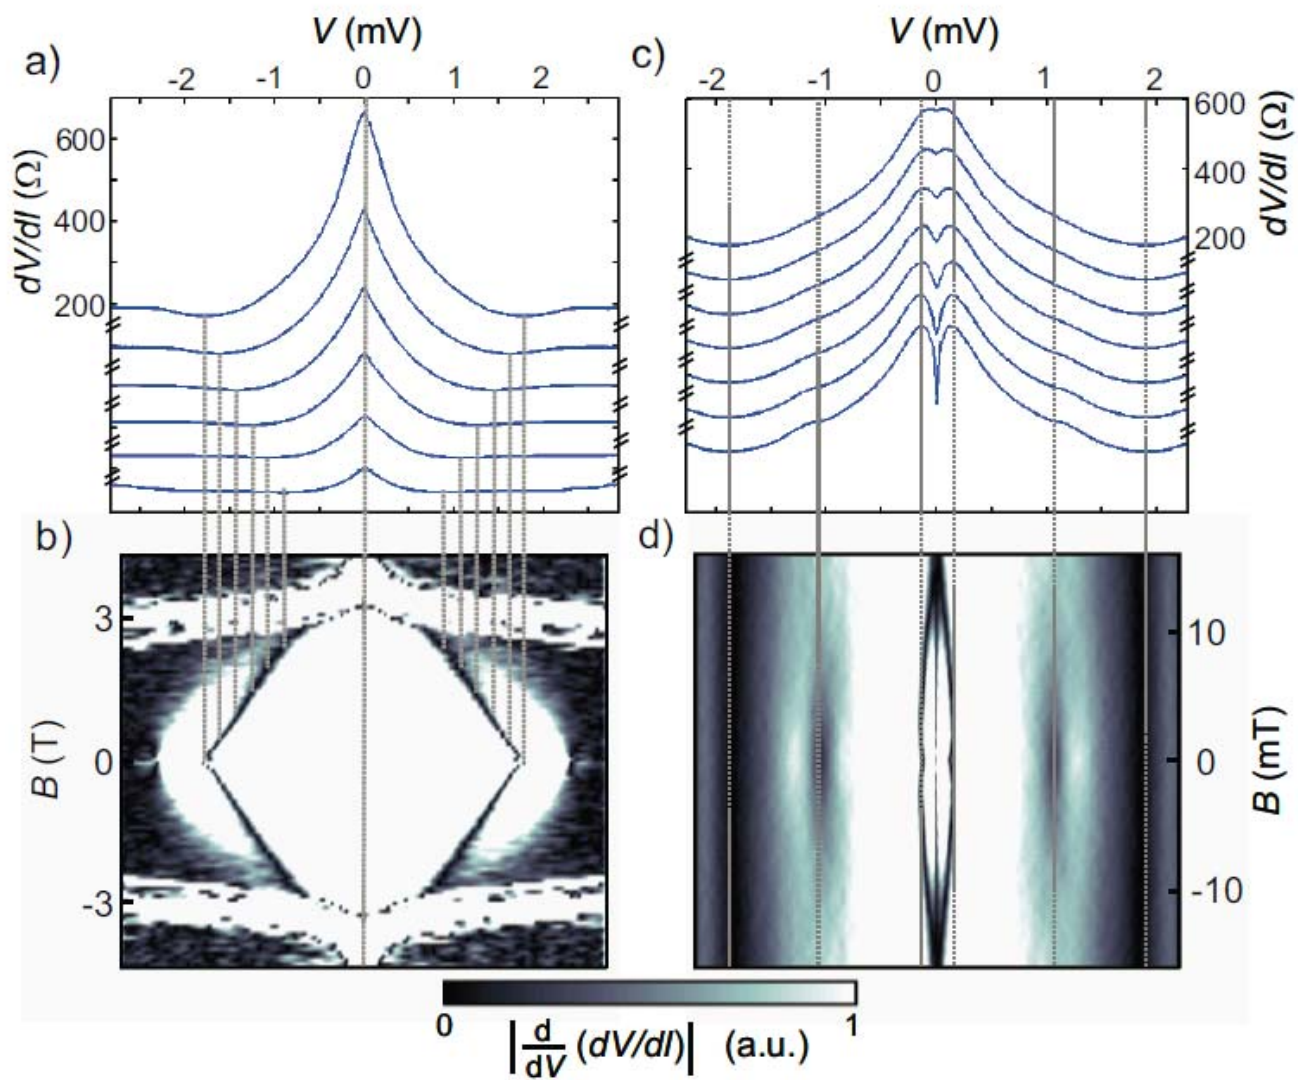 V (mV)
a)
-2 -1 0 1 2
dV/dI (Ω)
600
400
200
V (mV)
c)
-2 -1 0 1 2
600
400
200
dV/dI (Ω)
b)
B (T)
3
0
-3
d)
10
0
-10
B (mT)
0 1
|d/dV (dV/dI)| (a.u.)